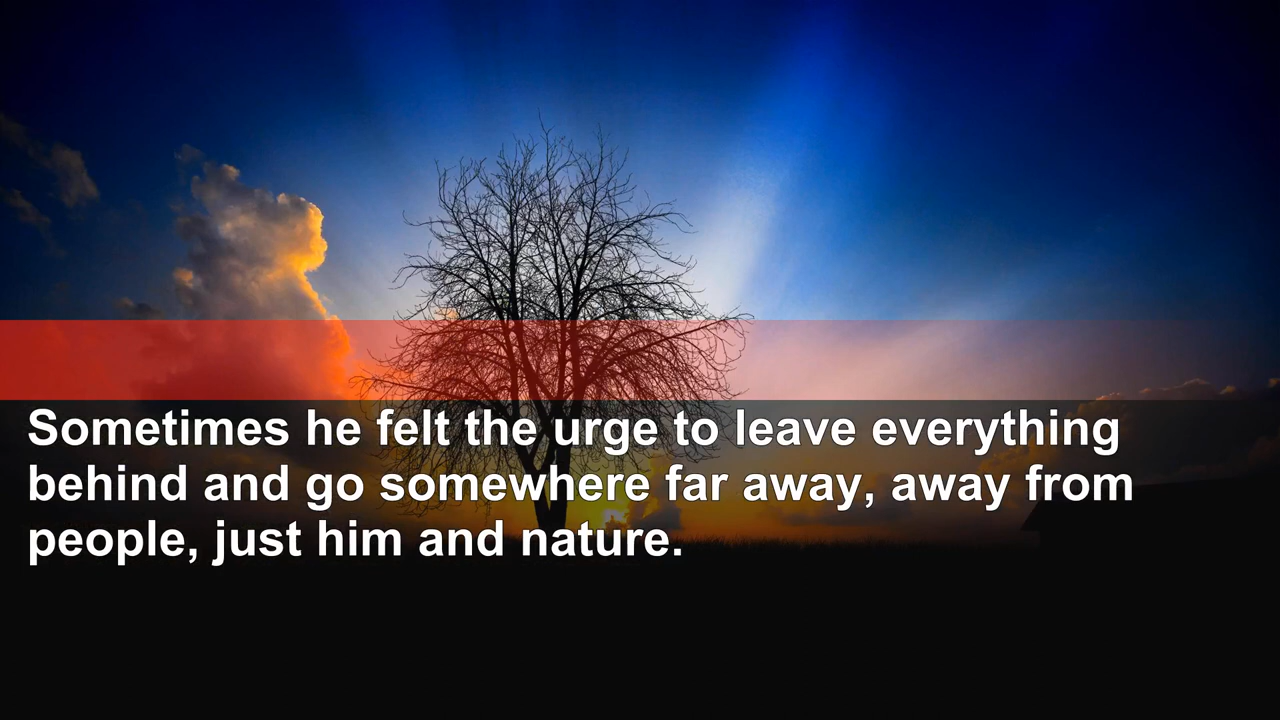 Sometimes he felt the urge to leave everything
behind and go somewhere far away, away from
people, just him and nature.